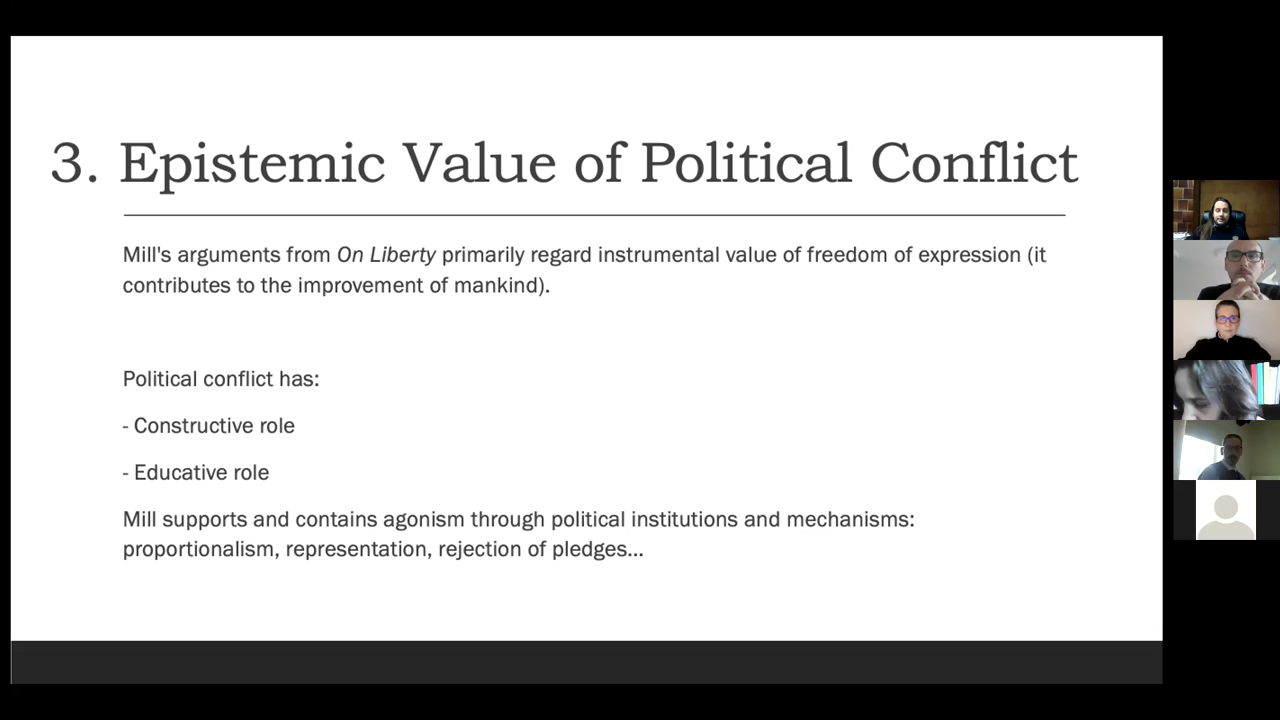 3. Epistemic Value of Political Conflict
Mill's arguments from On Liberty primarily regard instrumental value of freedom of expression (it
contributes to the improvement of mankind).
Political conflict has:
- Constructive role
- Educative role
Mill supports and contains agonism through political institutions and mechanisms:
proportionalism, representation, rejection of pledges...